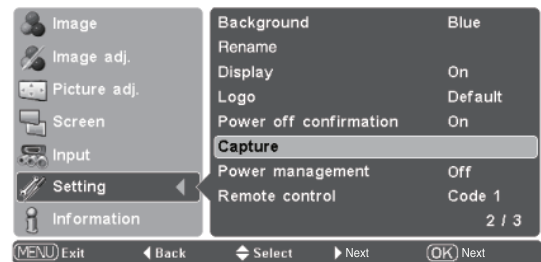 Image
Image adj.
Picture adj.
Screen
Input
Setting
Information
Background Blue
Rename
Display On
Logo Default
Power off confirmation On
Capture
Power management Off
Remote control Code 1
2 / 3
MENU Exit Back Select Next OK Next